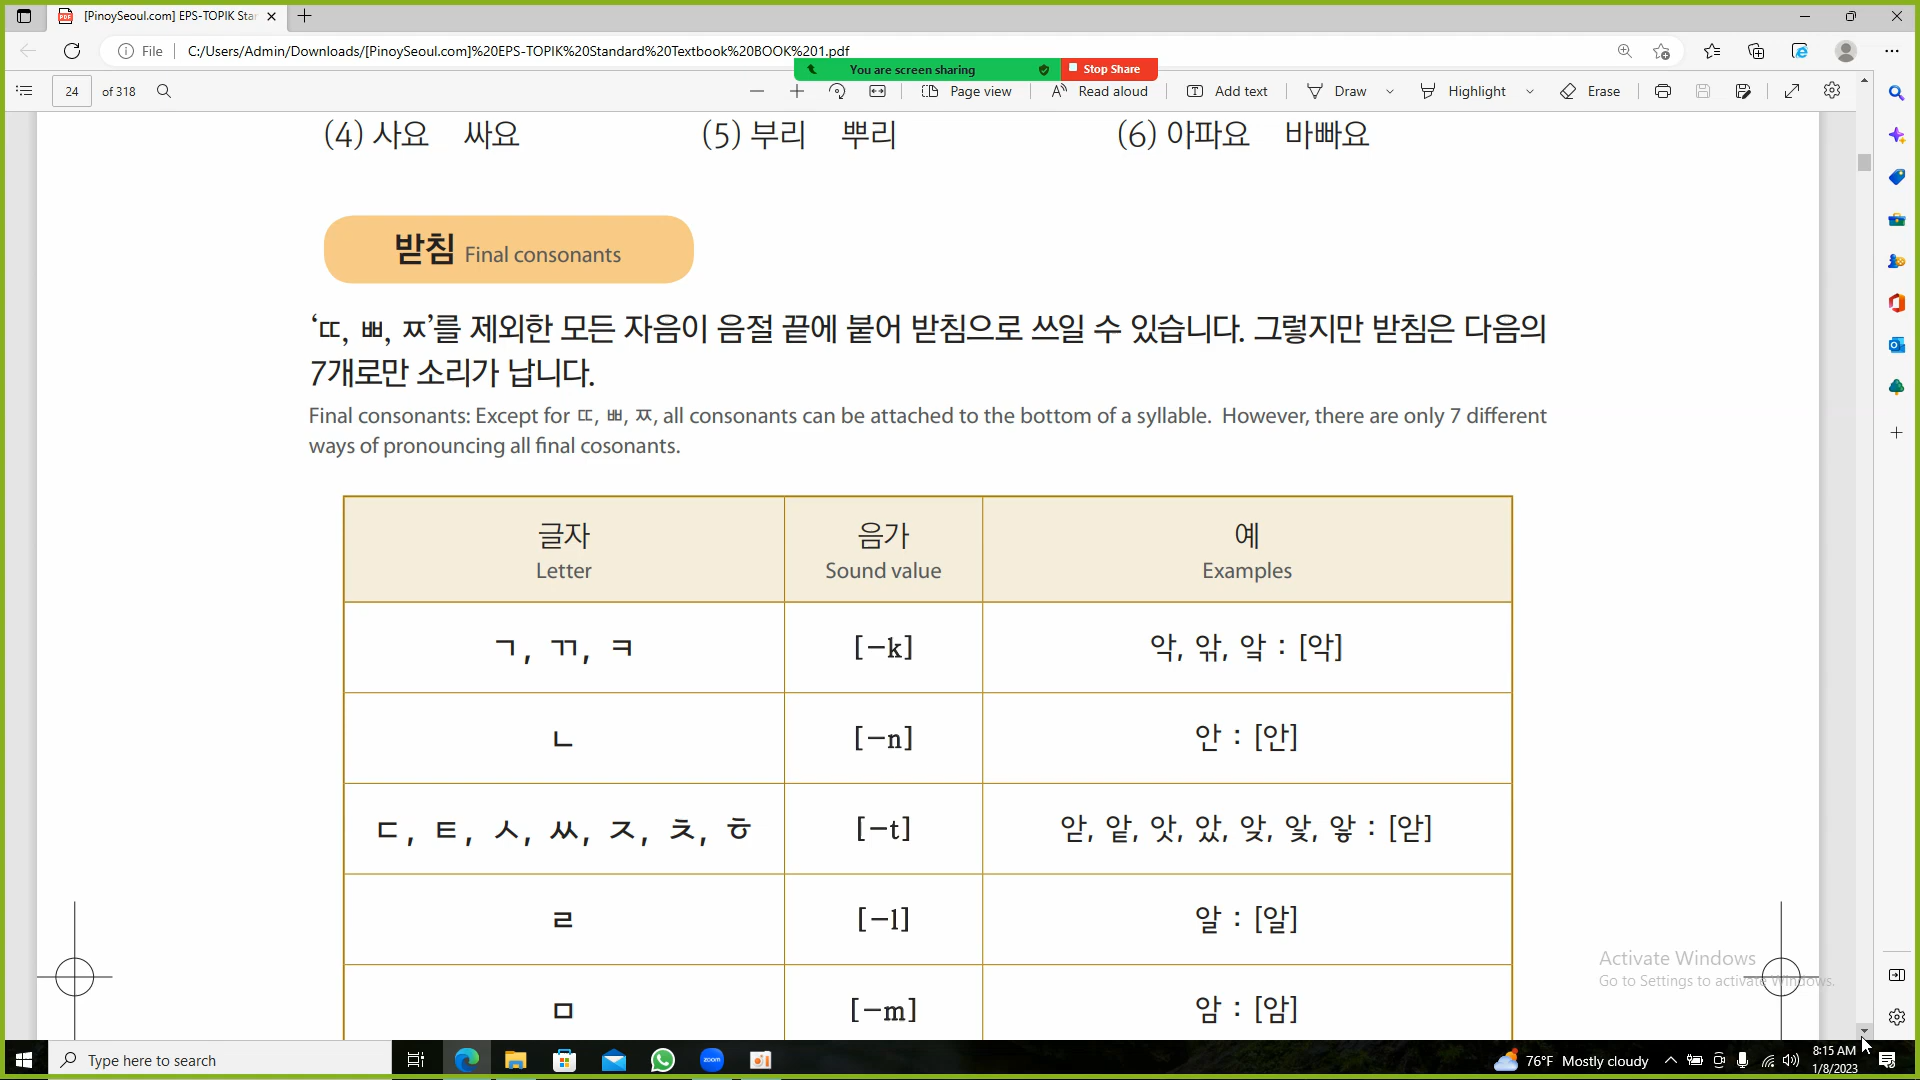 [PinoySeoul.com] EPS-TOPIK Star
File
C:/Users/Admin/Downloads/[PinoySeoul.com]%20EPS-TOPIK%20Standard%20Textbook%20BOOK%201.pdf
You are screen sharing
Stop Share
24 of 318
Page view
Read aloud
Add text
Draw
Highlight
Erase
(4) 사요 싸요 (5) 부리 뿌리 (6) 아파요 바빠요
받침 Final consonants
‘ㄸ, ㅃ, ㅉ’를 제외한 모든 자음이 음절 끝에 붙어 받침으로 쓰일 수 있습니다. 그렇지만 받침은 다음의
7개로만 소리가 납니다.
Final consonants: Except for ㄸ, ㅃ, ㅉ, all consonants can be attached to the bottom of a syllable. However, there are only 7 different
ways of pronouncing all final cosonants.
글자 음가 예
Letter Sound value Examples
ㄱ, ㄲ, ㅋ [-k] 악, 앆, 앜 : [악]
ㄴ [-n] 안 : [안]
ㄷ, ㅌ, ㅅ, ㅆ, ㅈ, ㅊ, ㅎ [-t] 앋, 앝, 앗, 았, 앚, 앛, 앟 : [앋]
ㄹ [-l] 알 : [알]
ㅁ [-m] 암 : [암]
Activate Windows
Go to Settings to activate Windows.
Type here to search
zoom
76°F Mostly cloudy
8:15 AM
1/8/2023